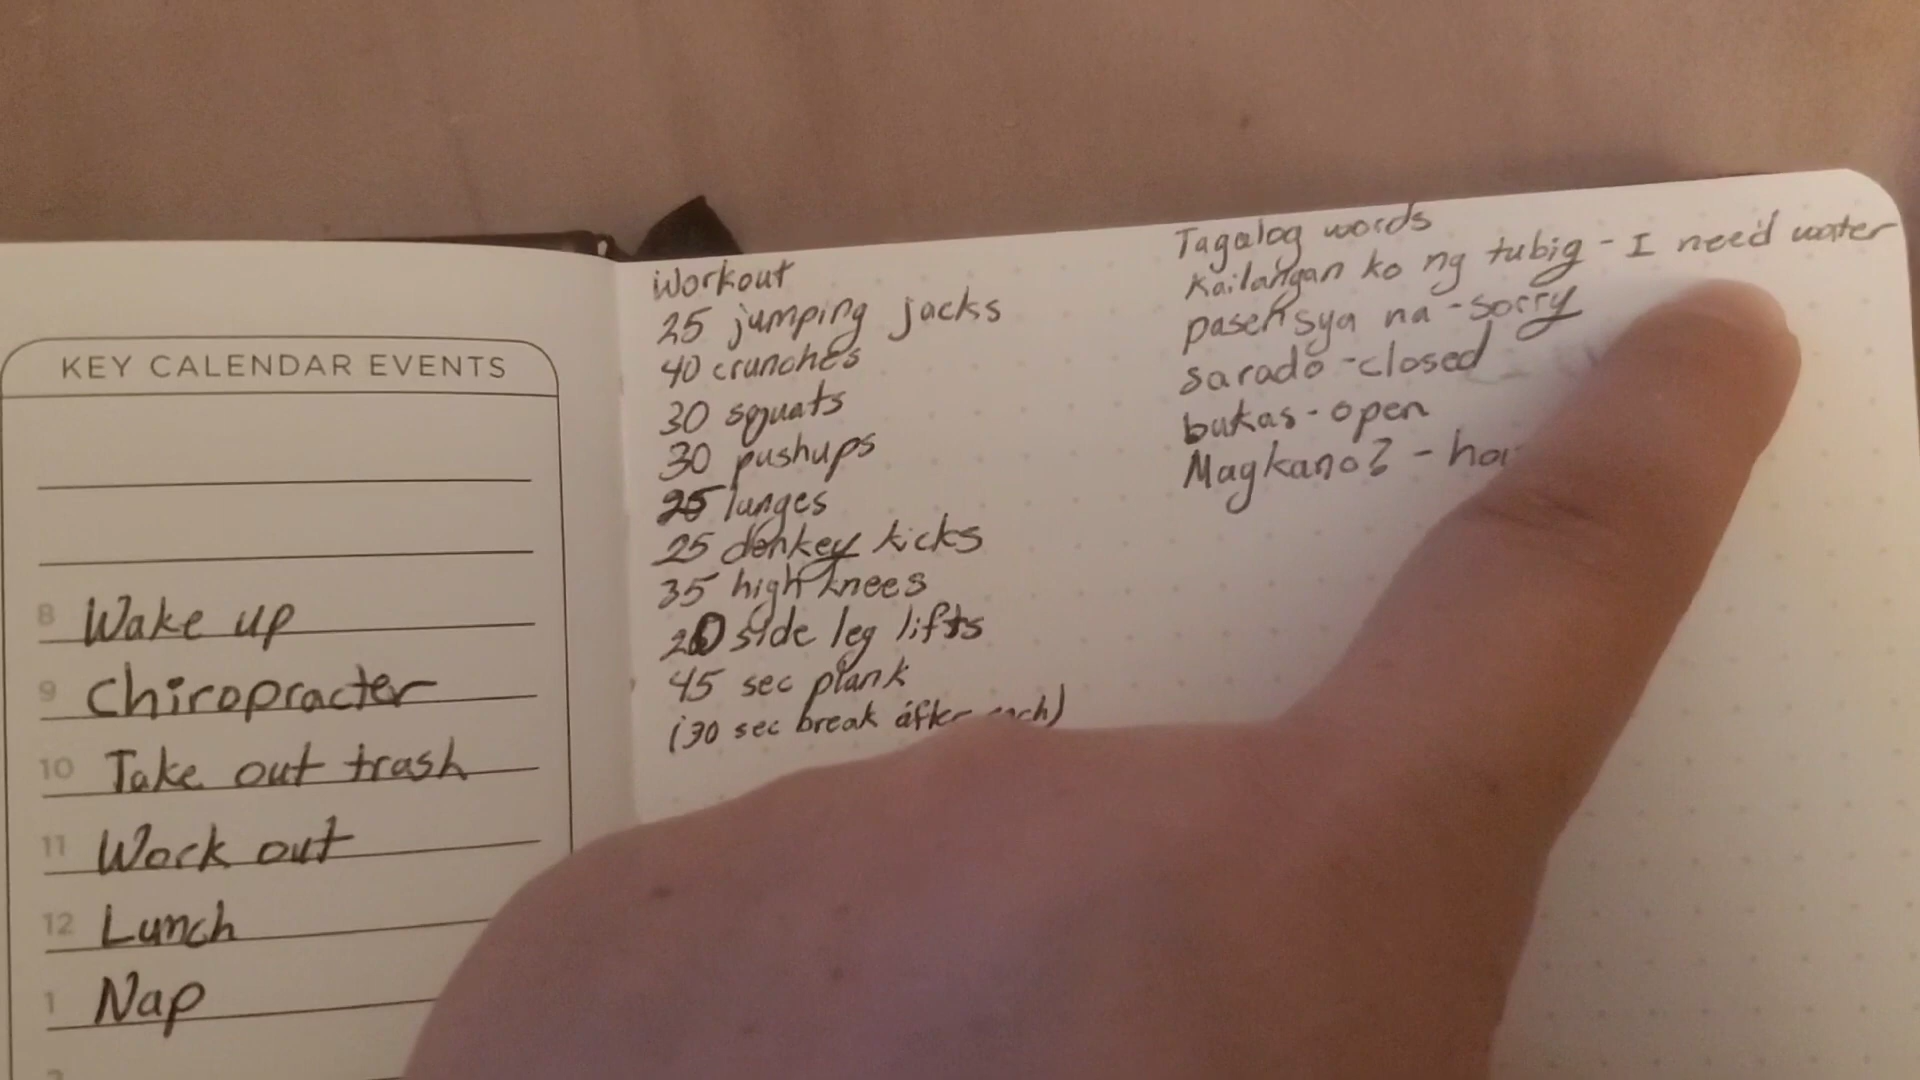 KEY CALENDAR EVENTS
8 Wake up
9 Chiropracter
10 Take out trash
11 Work out
12 Lunch
1 Nap
Workout
25 jumping jacks
40 crunches
30 squats
30 pushups
25 lunges
25 donkey kicks
35 high knees
20 side leg lifts
45 sec plank
(30 sec break after
Tagalog words
Kailangan ko ng tubig - I need water
pasensya na - sorry
sarado - closed
bukas - open
Magkano? -